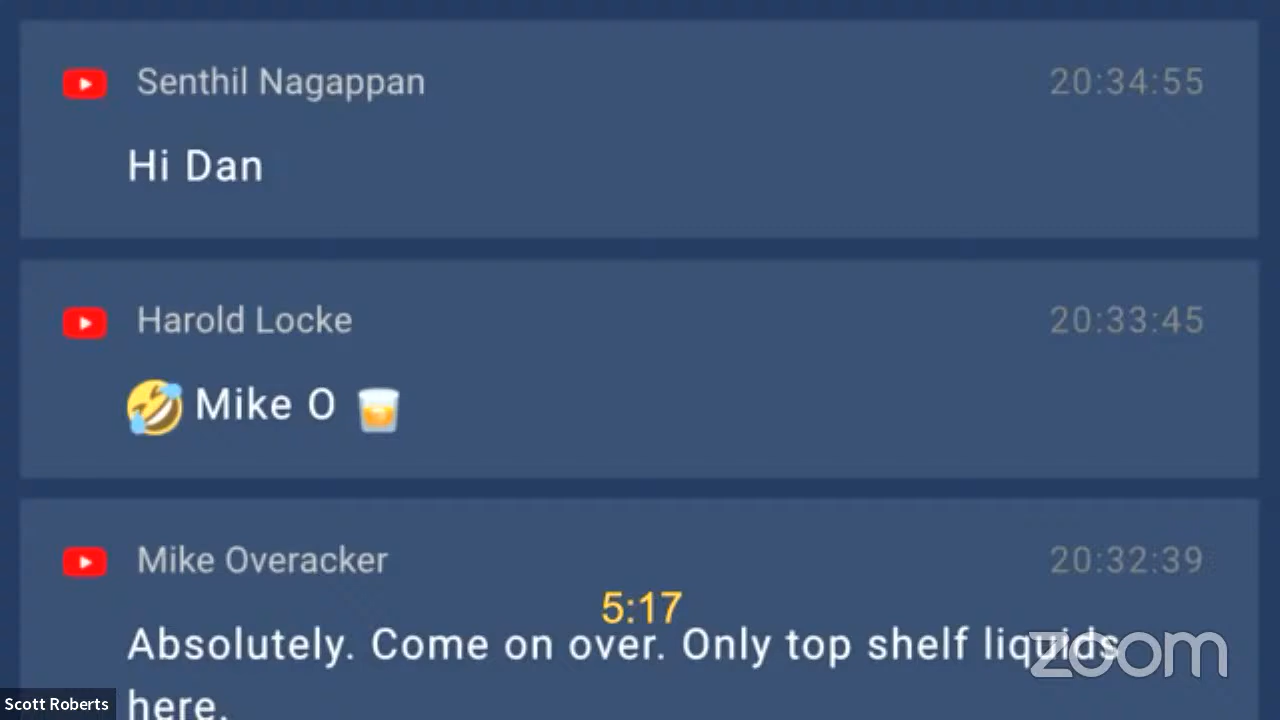 Senthil Nagappan 20:34:55
Hi Dan
Harold Locke 20:33:45
🤣 Mike O 🥃
Mike Overacker 20:32:39
5:17
Absolutely. Come on over. Only top shelf liquids
zoom
here.
Scott Roberts